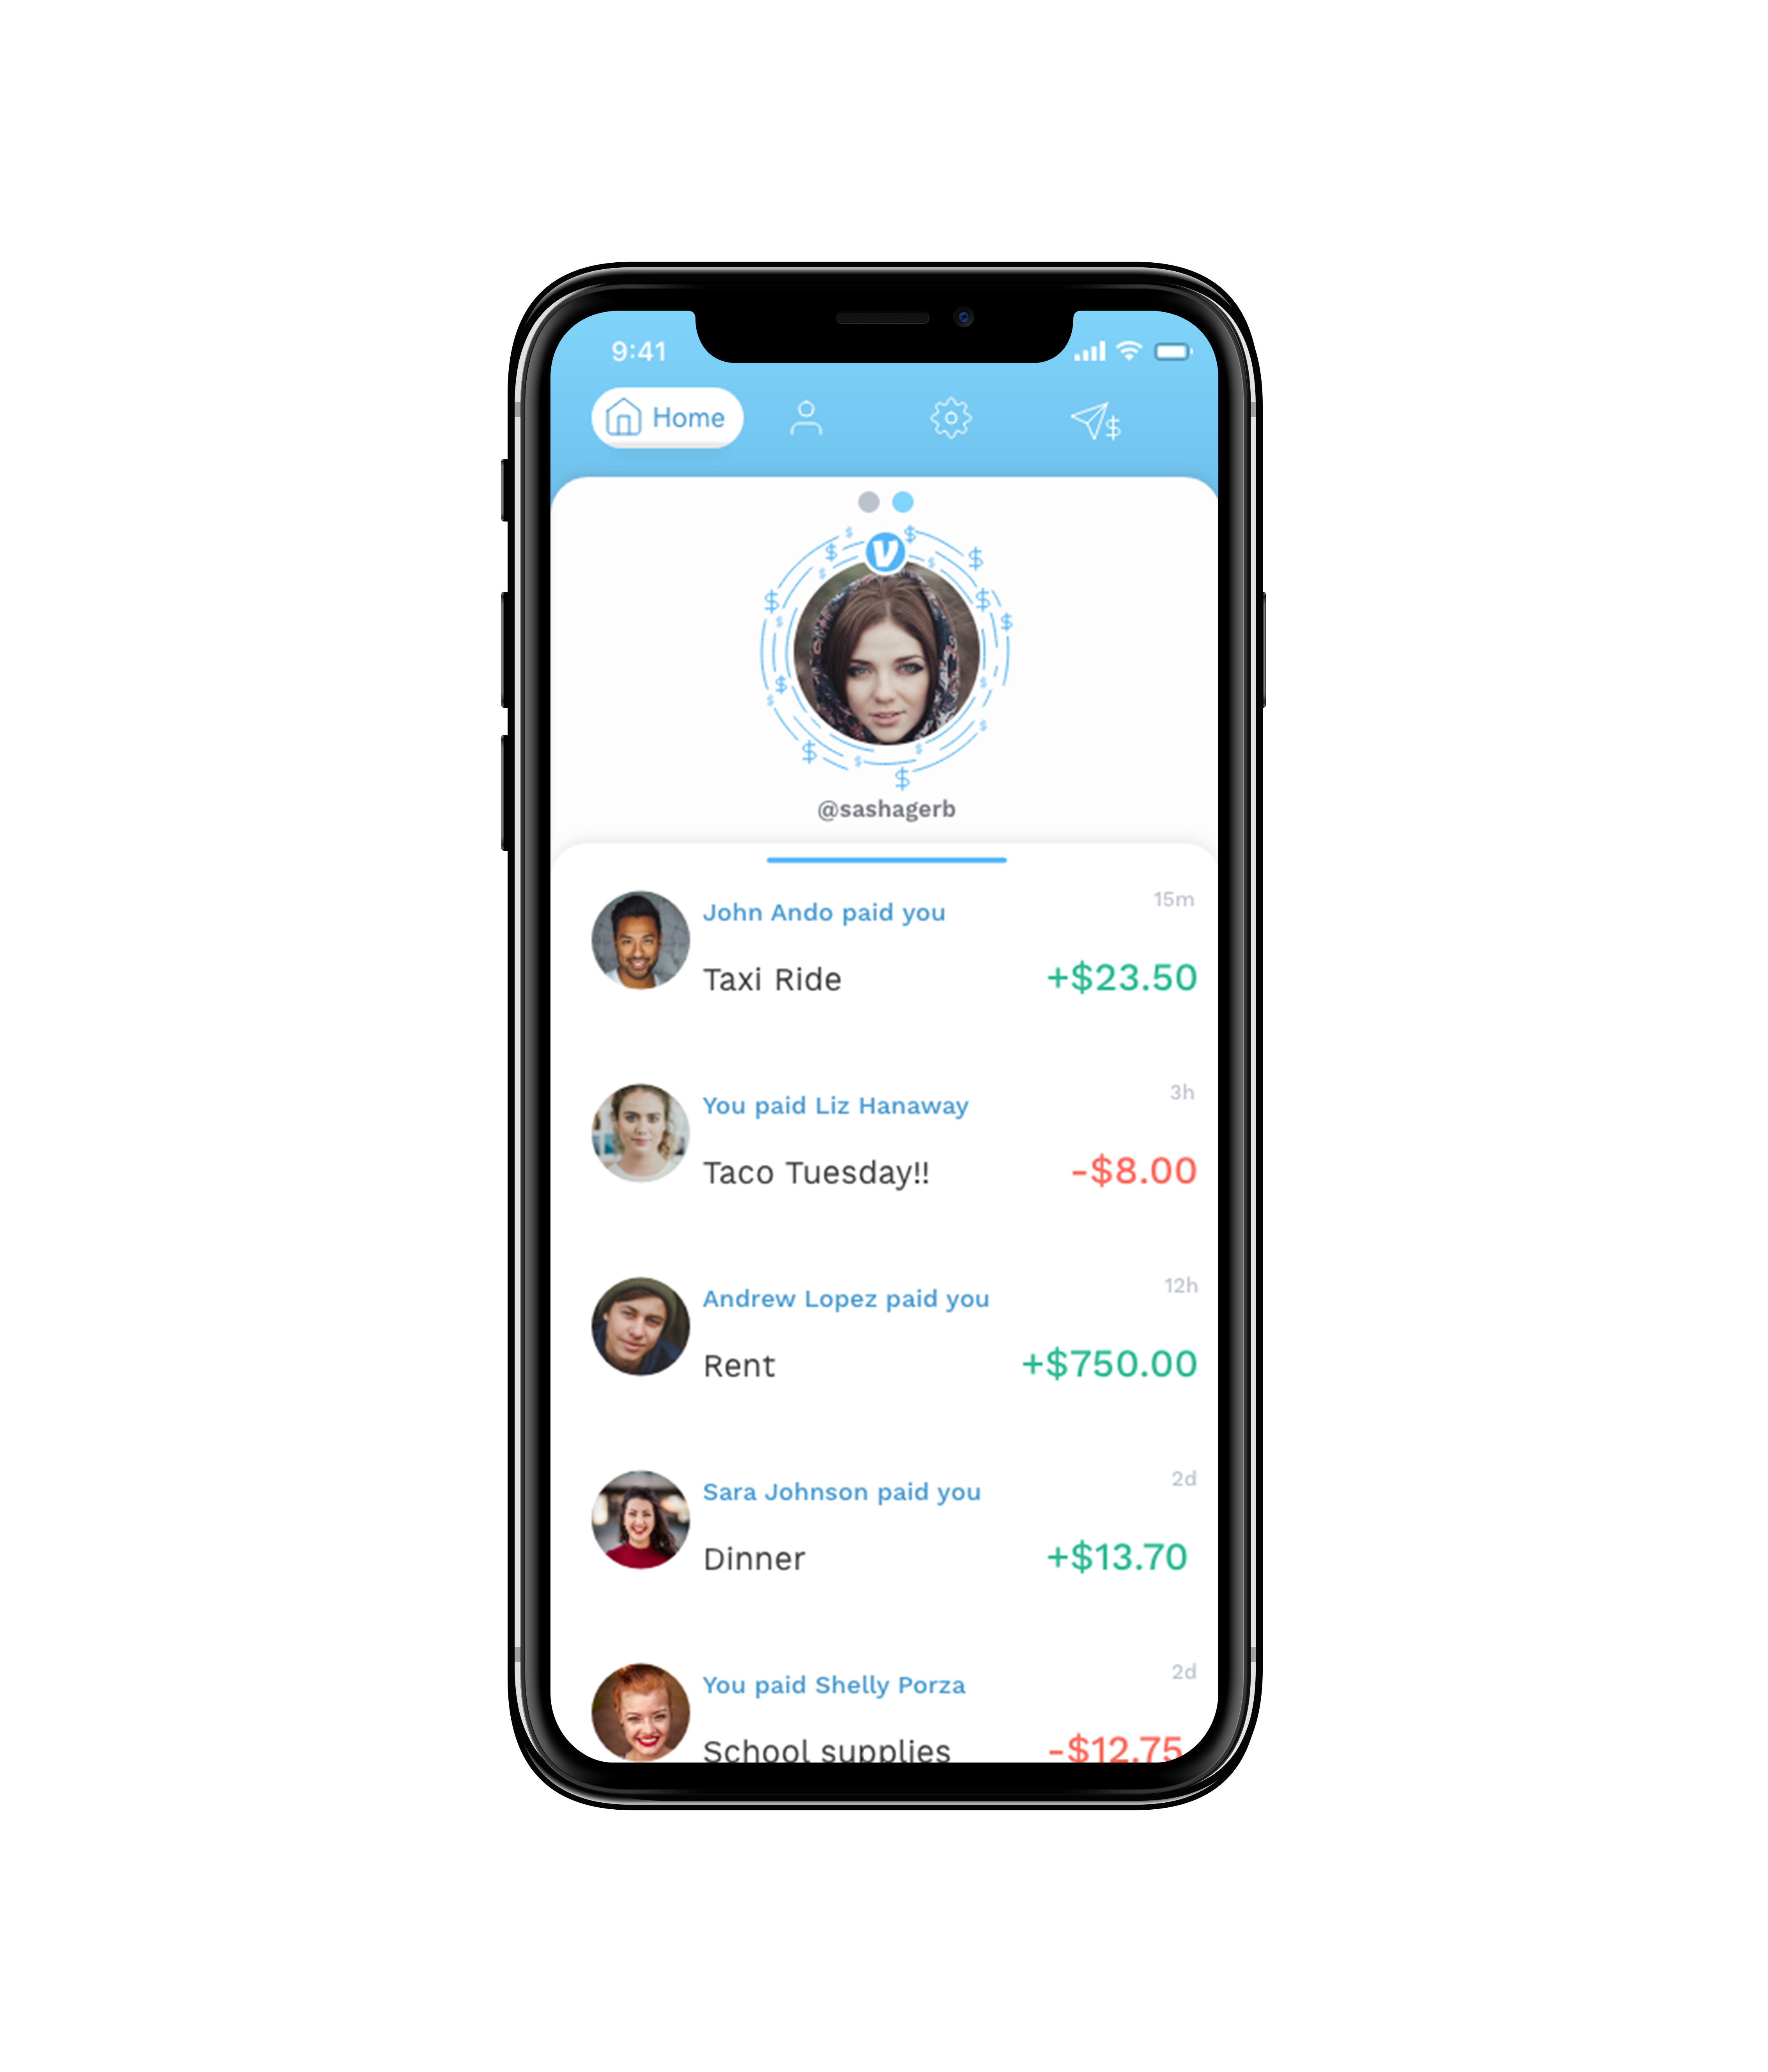 9:41
Home
@sashagerb
John Ando paid you
15m
Taxi Ride
+$23.50
You paid Liz Hanaway
3h
Taco Tuesday!!
-$8.00
Andrew Lopez paid you
12h
Rent
+$750.00
Sara Johnson paid you
2d
Dinner
+$13.70
You paid Shelly Porza
2d
School supplies
-$12.75